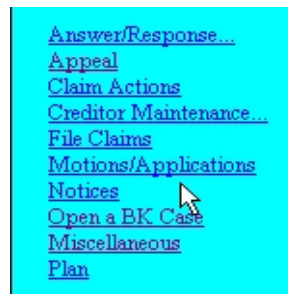 Answer/Response...
Appeal
Claim Actions
Creditor Maintenance...
File Claims
Motions/Applications
Notices
Open a BK Case
Miscellaneous
Plan